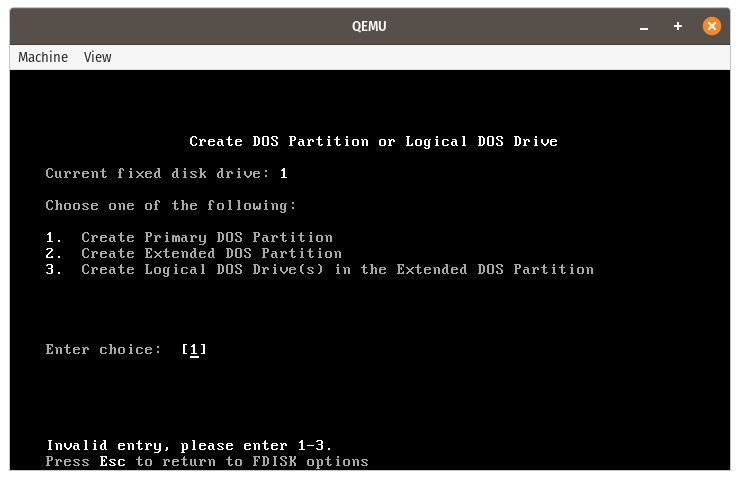 QEMU
Machine View
Create DOS Partition or Logical DOS Drive
Current fixed disk drive: 1
Choose one of the following:
1. Create Primary DOS Partition
2. Create Extended DOS Partition
3. Create Logical DOS Drive(s) in the Extended DOS Partition
Enter choice: [1]
Invalid entry, please enter 1-3.
Press Esc to return to FDISK options